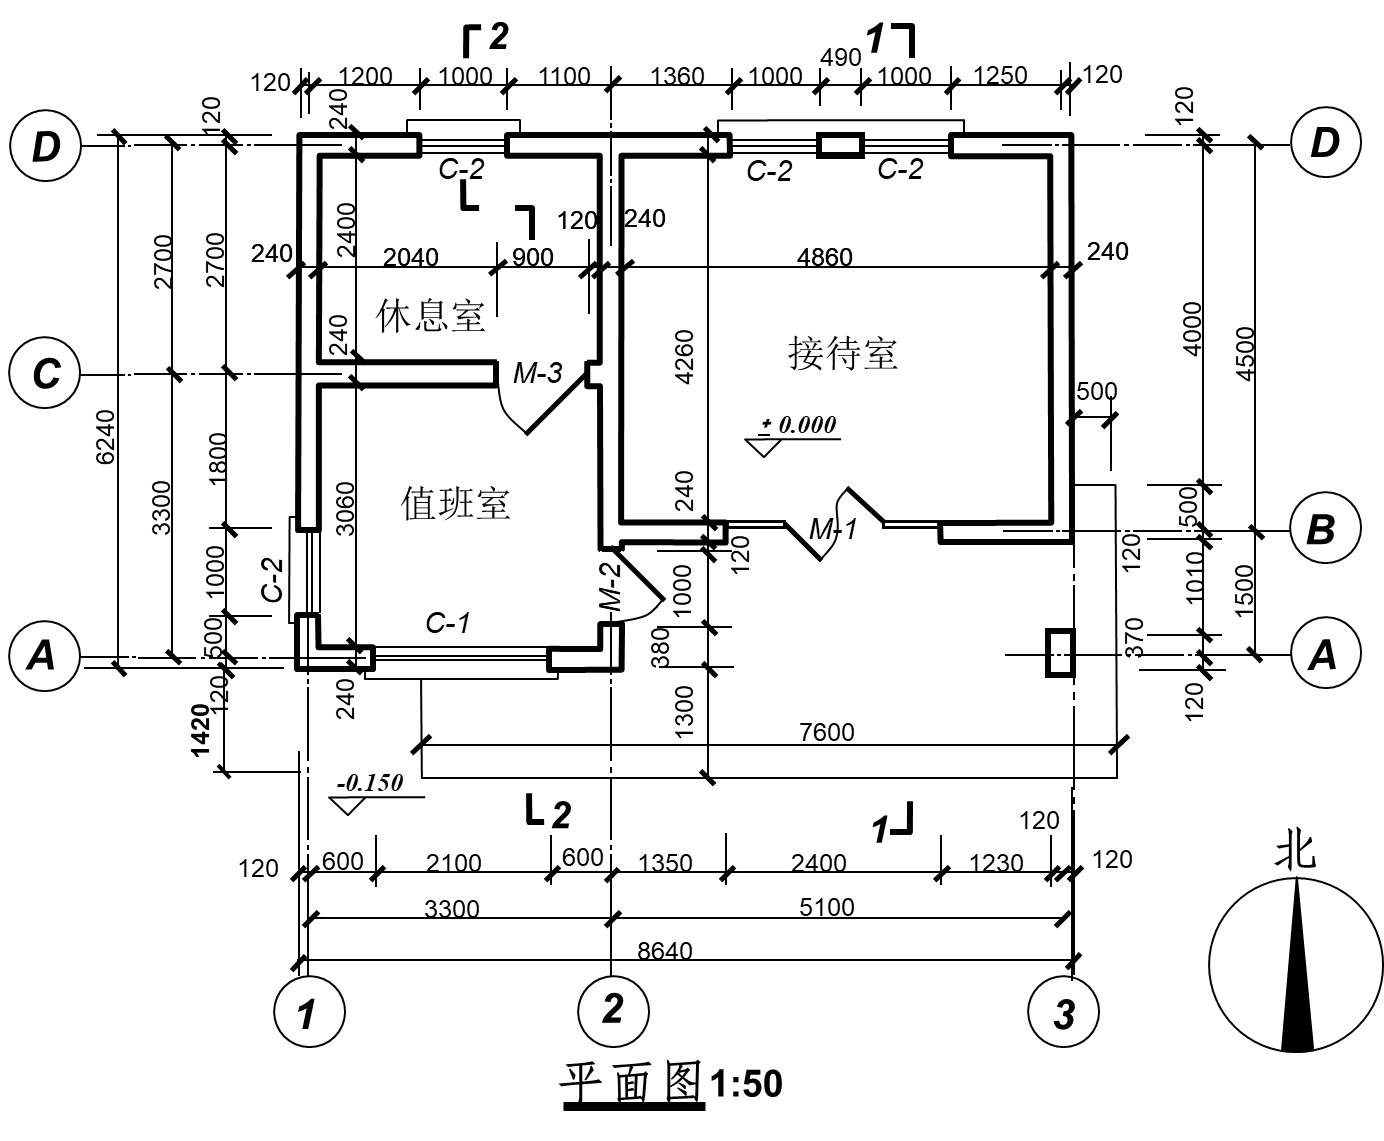 2 1
120 1200 1000 1100 1360 1000 490 1000 1250 120
120 240 120
D C-2 C-2 C-2 D
2700 2700 2400 120 240
240 2040 900 4860 240
休息室 240 4260 4000 4500
C M-3 接待室
6240 ±0.000 500
3300 1800 3060 值班室 240 500
M-1 B
1000 C-2 M-2 1000 120 120 1010 1500
A 500 C-1 380 370 A
120 240 1300 120
1420 7600
-0.150
2 1
120 600 2100 600 1350 2400 1230 120 120
3300 5100
8640
1 2 3
北
平面图 1:50